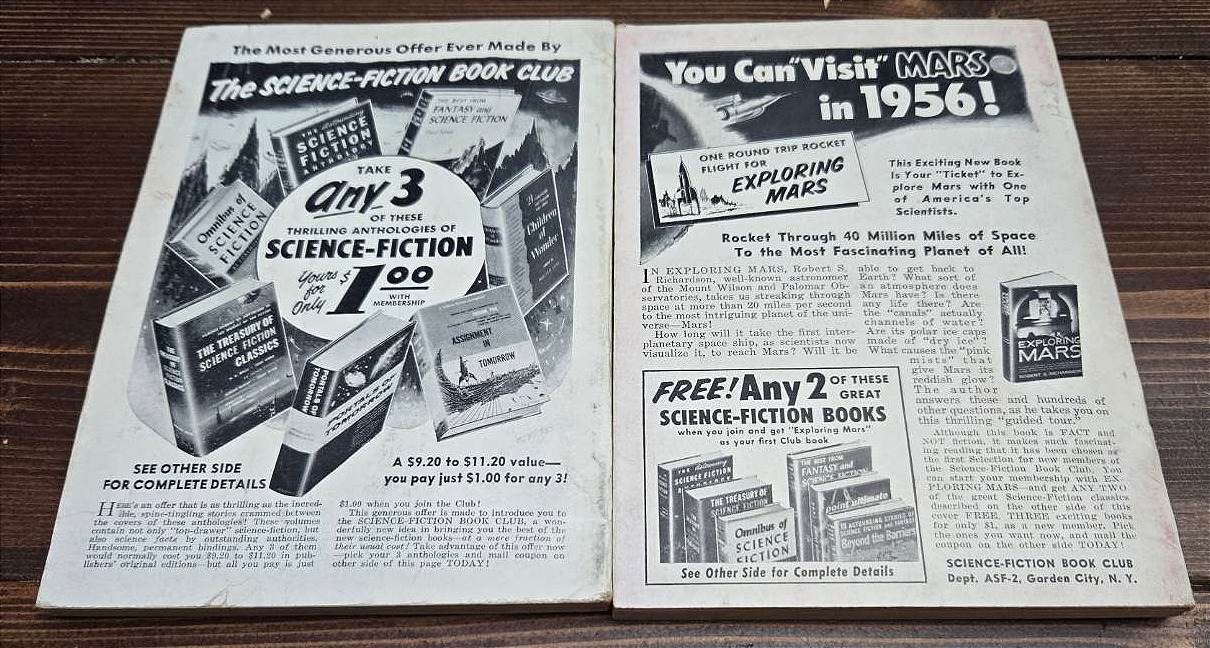 The Most Generous Offer Ever Made By
The SCIENCE-FICTION BOOK CLUB
THE Astounding
SCIENCE
FICTION
ANTHOLOGY
THE BEST FROM
FANTASY and
SCIENCE FICTION
Omnibus of
SCIENCE
FICTION
21
Children
of
Wonder
TAKE
any 3
OF THESE
THRILLING ANTHOLOGIES OF
SCIENCE-FICTION
Yours
for
Only
$1.00
WITH
MEMBERSHIP
THE TREASURY OF
SCIENCE FICTION
CLASSICS
PORTALS OF
TOMORROW
PORTALS OF
TOMORROW
ASSIGNMENT
IN
TOMORROW
SEE OTHER SIDE
FOR COMPLETE DETAILS
A $9.20 to $11.20 value—
you pay just $1.00 for any 3!
HERE'S an offer that is as thrilling as the incred-
ible, spine-tingling stories crammed between
the covers of these anthologies! These volumes
contain not only "top-drawer" science-fiction, but
also science facts by outstanding authorities.
Handsome, permanent bindings. Any 3 of them
would normally cost you $9.20 to $11.20 in pub-
lishers' original editions—but all you pay is just
$1.00 when you join the Club!
This generous offer is made to introduce you to
the SCIENCE-FICTION BOOK CLUB, a won-
derfully new idea in bringing you the best of the
new science-fiction books—at a mere fraction of
their usual cost! Take advantage of this offer now
—pick your 3 anthologies and mail coupon on
other side of this page TODAY!
You Can "Visit" MARS
in 1956!
ONE ROUND TRIP ROCKET
FLIGHT FOR
EXPLORING
MARS
This Exciting New Book
Is Your "Ticket" to Ex-
plore Mars with One
of America's Top
Scientists.
Rocket Through 40 Million Miles of Space
To the Most Fascinating Planet of All!
IN EXPLORING MARS, Robert S.
Richardson, well-known astronomer
of the Mount Wilson and Palomar Ob-
servatories, takes us streaking through
space at more than 20 miles per second
to the most intriguing planet of the uni-
verse—Mars!
How long will it take the first inter-
planetary space ship, as scientists now
visualize it, to reach Mars? Will it be
able to get back to
Earth? What sort of
an atmosphere does
Mars have? Is there
any life there? Are
the "canals" actually
channels of water?
Are its polar ice caps
made of "dry ice"?
What causes the "pink
mists" that
give Mars its
reddish glow?
The author
answers these and hundreds of
other questions, as he takes you on
this thrilling "guided tour."
Although this book is FACT and
NOT fiction, it makes such fascinat-
ing reading that it has been chosen as
the first Selection for new members of
the Science-Fiction Book Club. You
can start your membership with EX-
PLORING MARS—and get ANY TWO
of the great Science-Fiction classics
described on the other side of this
cover FREE. THREE exciting books
for only $1, as a new member. Pick
the ones you want now, and mail the
coupon on the other side TODAY!
EXPLORING
MARS
ROBERT S. RICHARDSON
FREE! Any 2 OF THESE
GREAT
SCIENCE-FICTION BOOKS
when you join and get "Exploring Mars"
as your first Club book
THE Astounding
SCIENCE
FICTION
THE TREASURY OF
SCIENCE FICTION
Omnibus of
SCIENCE
FICTION
THE BEST FROM
FANTASY and
SCIENCE FICTION
point ultimate
Beyond the Barriers
See Other Side for Complete Details
SCIENCE-FICTION BOOK CLUB
Dept. ASF-2, Garden City, N. Y.